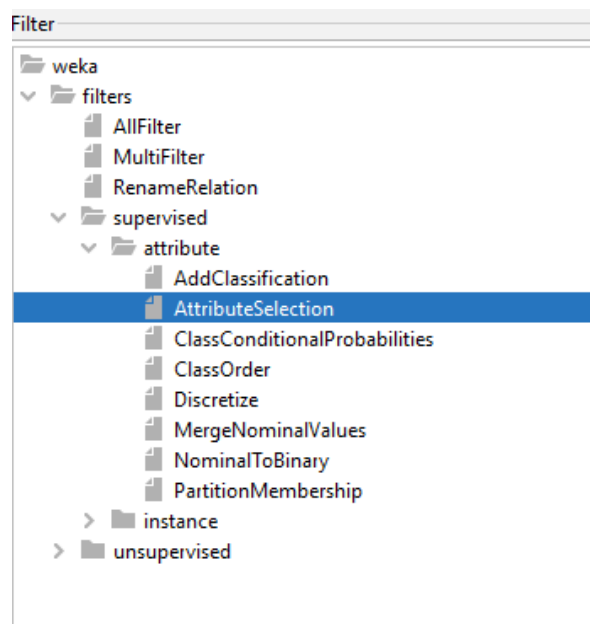 Filter
weka
filters
AllFilter
MultiFilter
RenameRelation
supervised
attribute
AddClassification
AttributeSelection
ClassConditionalProbabilities
ClassOrder
Discretize
MergeNominalValues
NominalToBinary
PartitionMembership
instance
unsupervised